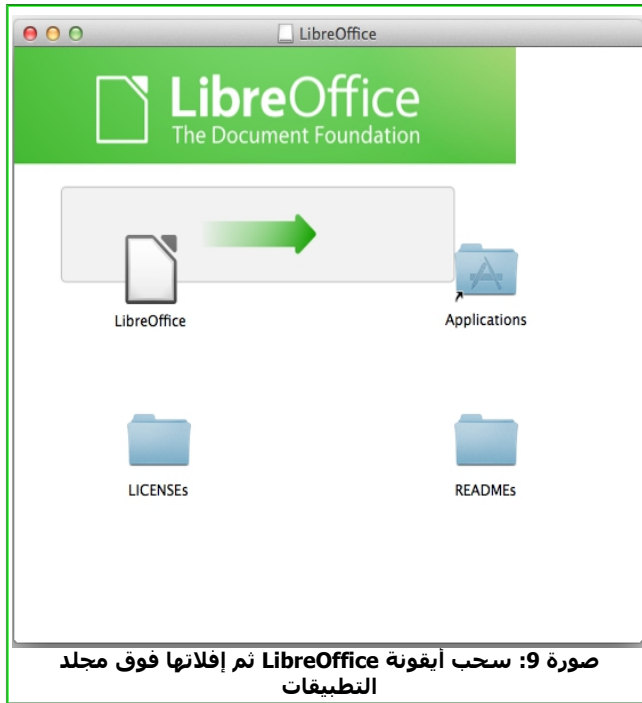 LibreOffice
LibreOffice
The Document Foundation
LibreOffice
Applications
LICENSEs
READMEs
صورة 9: سحب أيقونة LibreOffice ثم إفلاتها فوق مجلد
التطبيقات